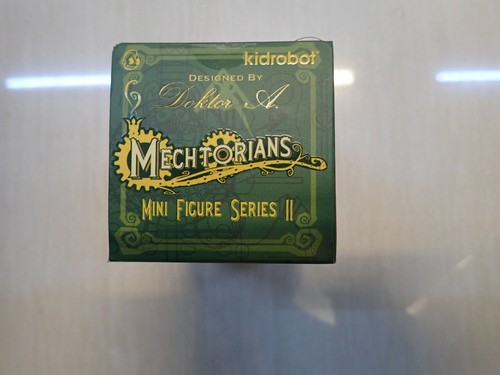 kidrobot
DESIGNED BY
Doktor A.
MECHTORIANS
MINI FIGURE SERIES II